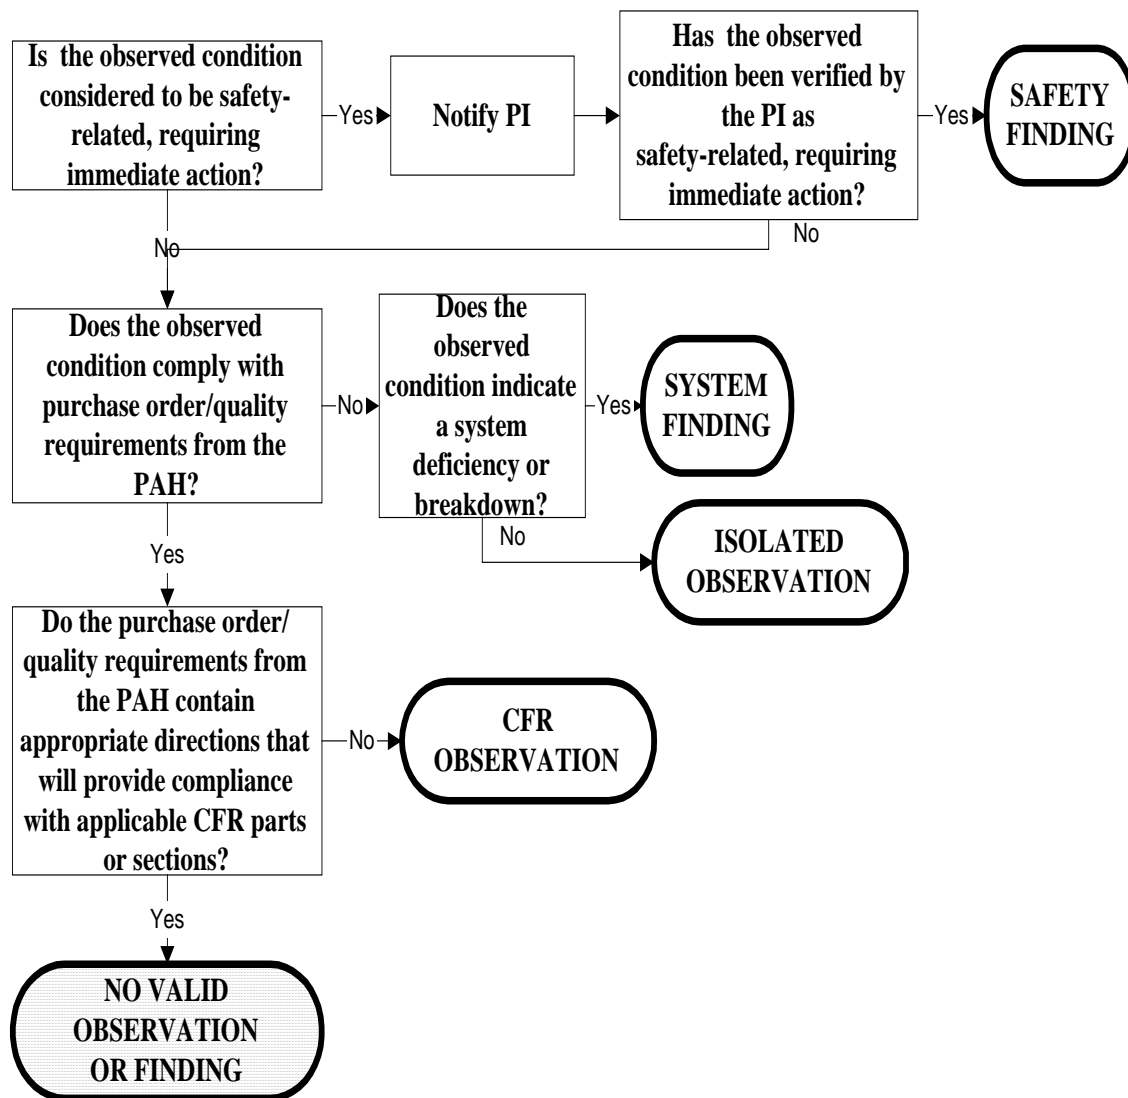 Is the observed condition
considered to be safety-
related, requiring
immediate action?
Yes
Notify PI
Has the observed
condition been verified by
the PI as
safety-related, requiring
immediate action?
Yes
SAFETY
FINDING
No
No
Does the observed
condition comply with
purchase order/quality
requirements from the
PAH?
No
Does the
observed
condition indicate
a system
deficiency or
breakdown?
Yes
SYSTEM
FINDING
No
ISOLATED
OBSERVATION
Yes
Do the purchase order/
quality requirements from
the PAH contain
appropriate directions that
will provide compliance
with applicable CFR parts
or sections?
No
CFR
OBSERVATION
Yes
NO VALID
OBSERVATION
OR FINDING